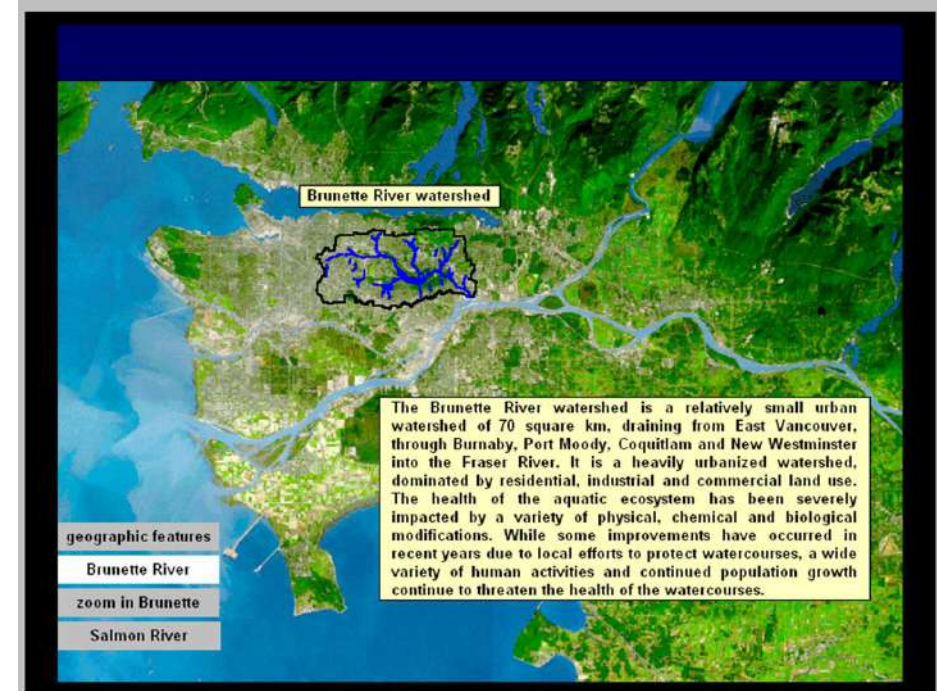 Brunette River watershed
The Brunette River watershed is a relatively small urban
watershed of 70 square km, draining from East Vancouver,
through Burnaby, Port Moody, Coquitlam and New Westminster
into the Fraser River. It is a heavily urbanized watershed,
dominated by residential, industrial and commercial land use.
The health of the aquatic ecosystem has been severely
impacted by a variety of physical, chemical and biological
modifications. While some improvements have occurred in
recent years due to local efforts to protect watercourses, a wide
variety of human activities and continued population growth
continue to threaten the health of the watercourses.
geographic features
Brunette River
zoom in Brunette
Salmon River